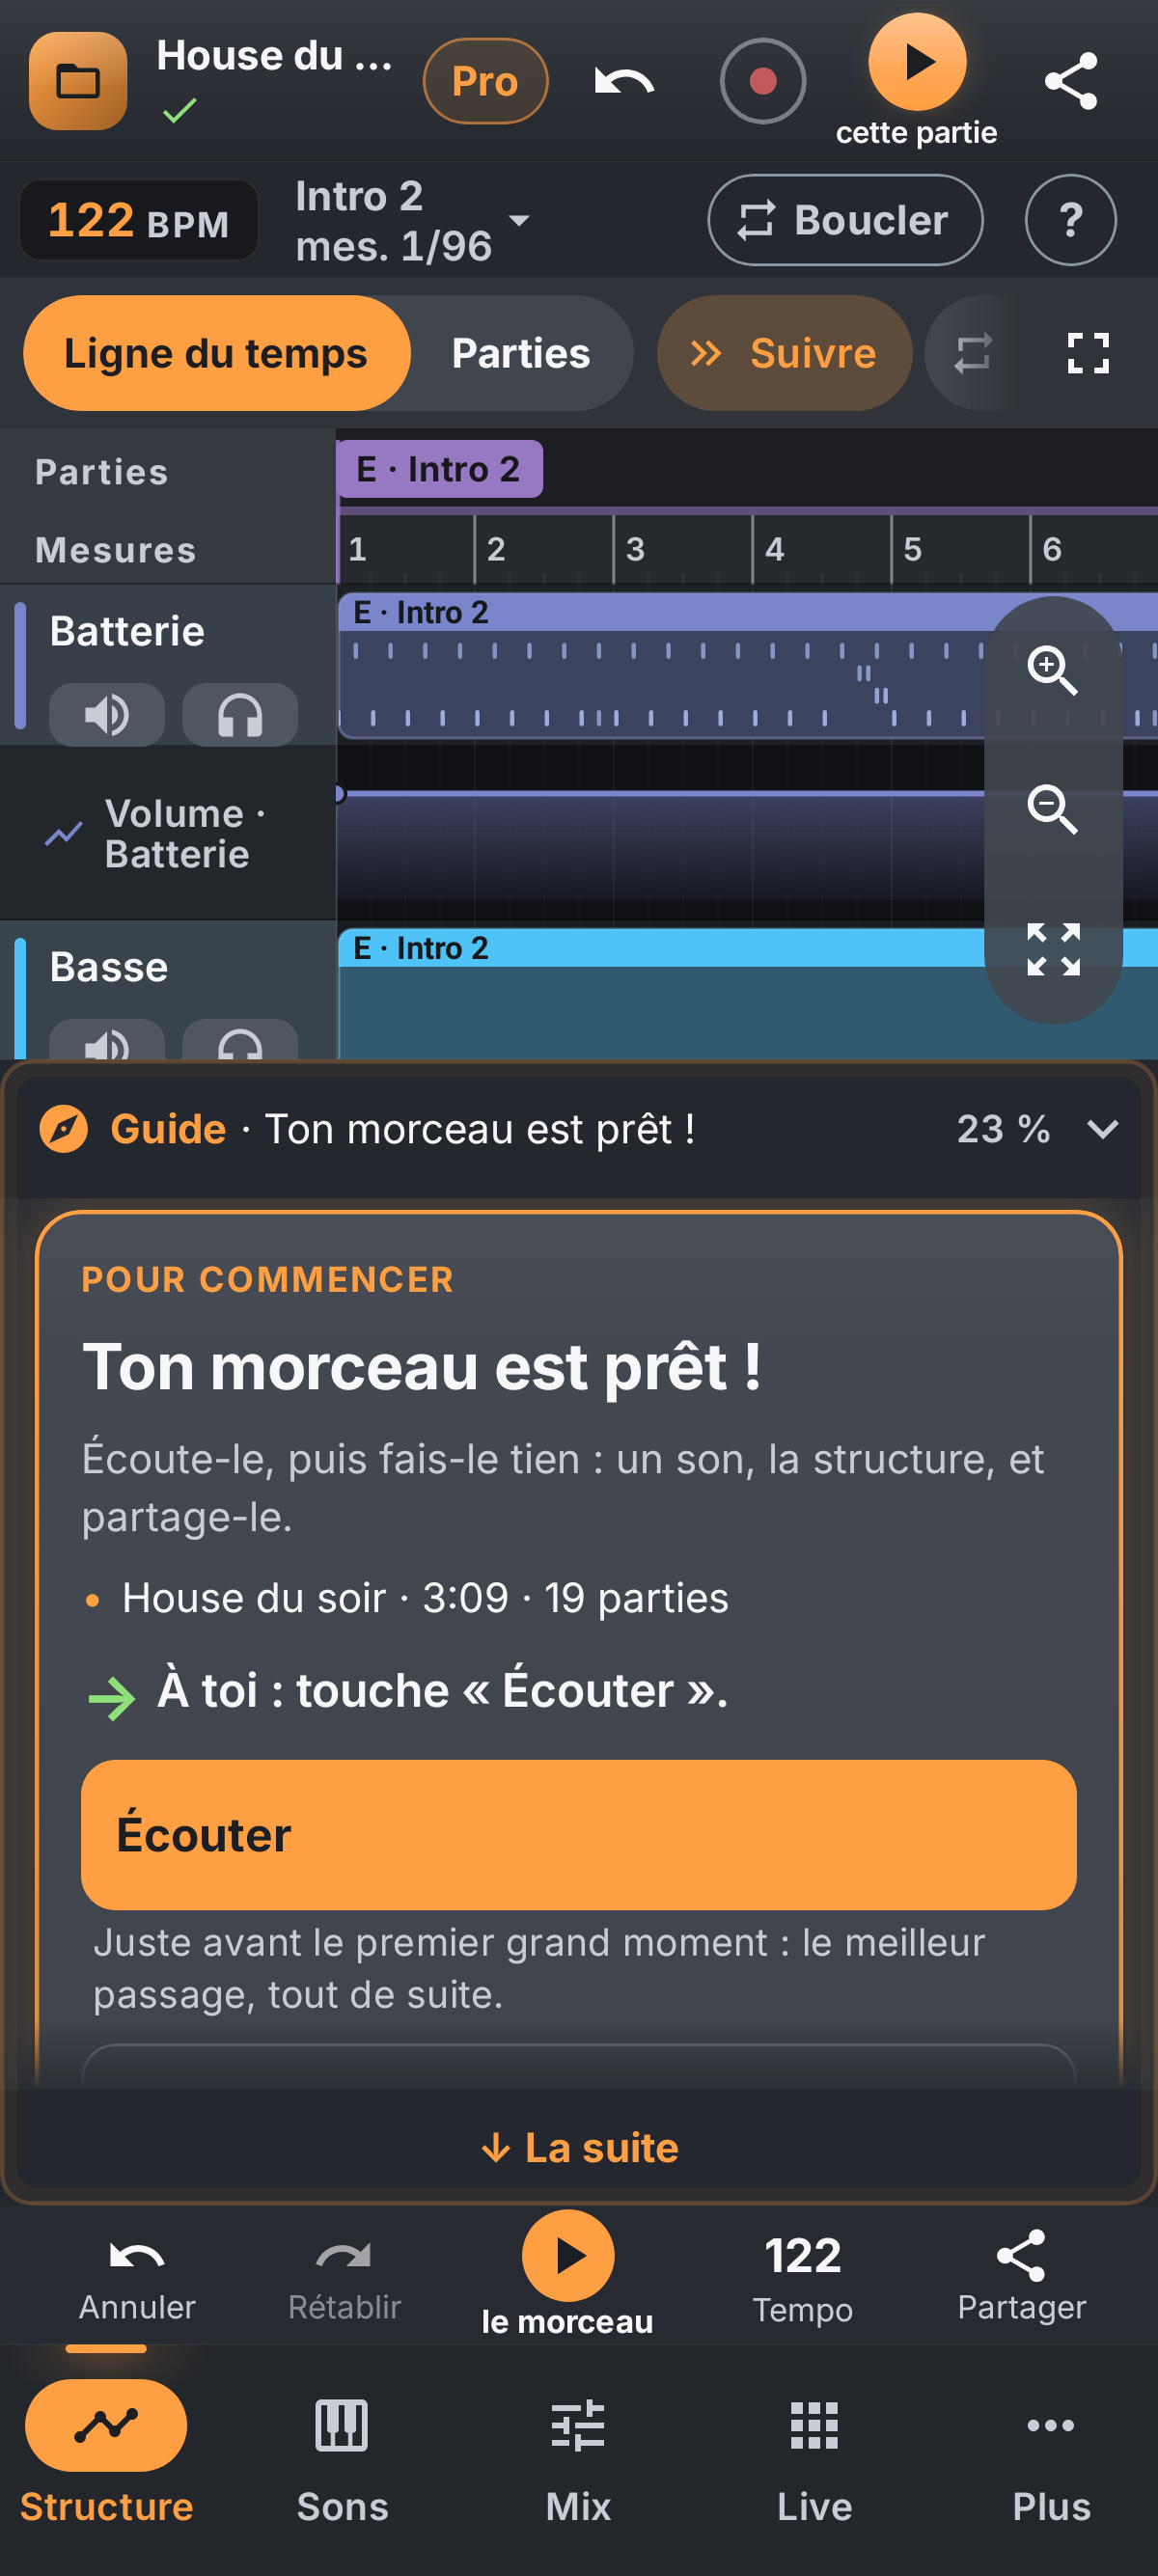 House du ...
Pro
cette partie
122 BPM
Intro 2
mes. 1/96
Boucler
?
Ligne du temps
Parties
Suivre
Parties
E · Intro 2
Mesures
1 2 3 4 5 6
Batterie
E · Intro 2
Volume ·
Batterie
Basse
E · Intro 2
Guide · Ton morceau est prêt !
23 %
POUR COMMENCER
Ton morceau est prêt !
Écoute-le, puis fais-le tien : un son, la structure, et
partage-le.
• House du soir · 3:09 · 19 parties
→ À toi : touche « Écouter ».
Écouter
Juste avant le premier grand moment : le meilleur
passage, tout de suite.
↓ La suite
Annuler
Rétablir
le morceau
122
Tempo
Partager
Structure
Sons
Mix
Live
Plus